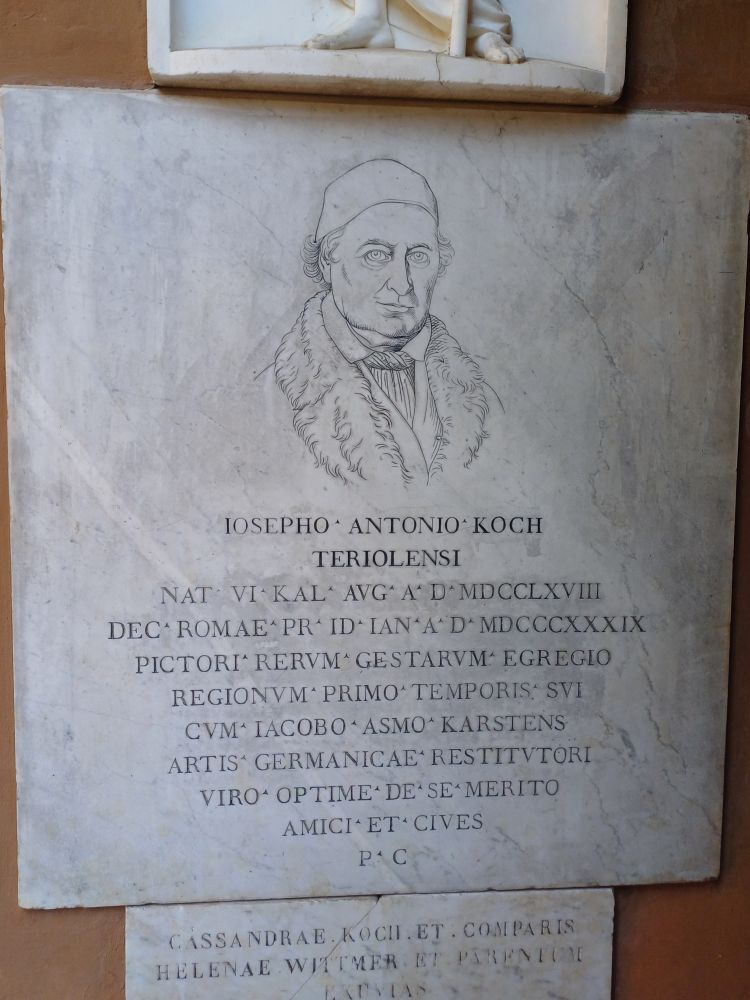 IOSEPHO ANTONIO KOCH
TERIOLENSI
NAT VI KAL AVG A D MDCCLXVIII
DEC ROMAE PR ID IAN A D MDCCCXXXIX
PICTORI RERVM GESTARVM EGREGIO
REGIONVM PRIMO TEMPORIS SVI
CVM IACOBO ASMO KARSTENS
ARTIS GERMANICAE RESTITVTORI
VIRO OPTIME DE SE MERITO
AMICI ET CIVES
P C
CASSANDRAE . KOCH . ET . COMPARIS
HELENAE WITTMER ET PARENTUM
EXUVIAS